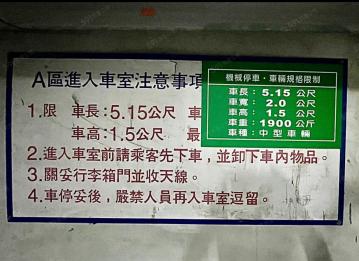 A區進入車室注意事項
1.限 車長:5.15公尺 車
車高:1.5公尺 最
2.進入車室前請乘客先下車,並卸下車內物品。
3.關妥行李箱門並收天線。
4.車停妥後,嚴禁人員再入車室逗留。
機械停車‧車輛規格限制
車長: 5.15 公尺
車寬: 2.0 公尺
車高: 1.5 公尺
車重: 1900 公斤
車種: 中型車輛